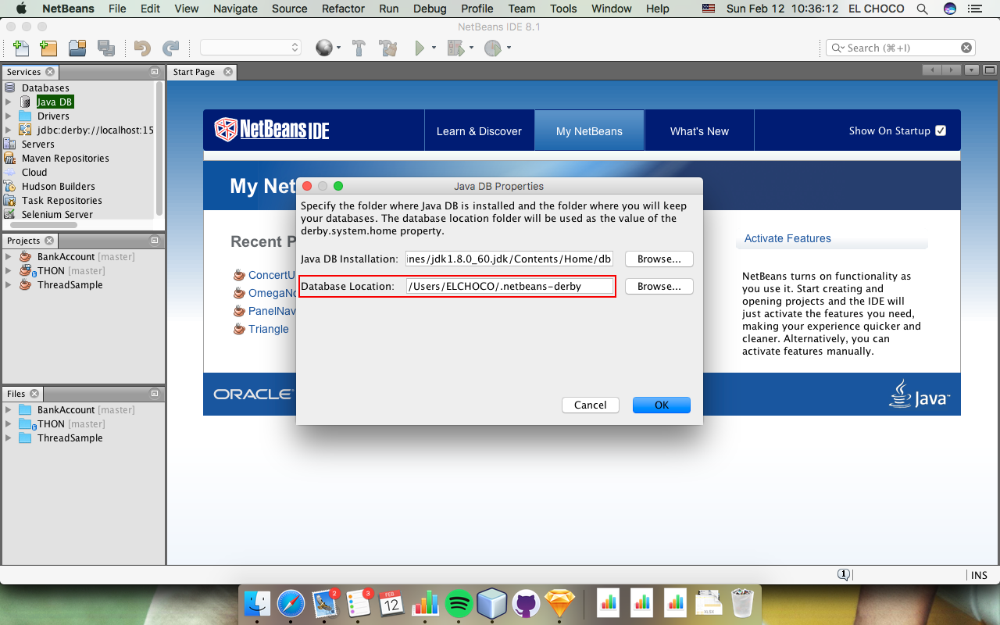 NetBeans File Edit View Navigate Source Refactor Run Debug Profile Team Tools Window Help Sun Feb 12 10:36:12 EL CHOCO
NetBeans IDE 8.1
Search (⌘+I)
Services
Start Page
Databases
Java DB
Drivers
jdbc:derby://localhost:15
Servers
Maven Repositories
Cloud
Hudson Builders
Task Repositories
Selenium Server
Projects
BankAccount [master]
THON [master]
ThreadSample
Files
BankAccount [master]
THON [master]
ThreadSample
NetBeans IDE
Learn & Discover
My NetBeans
What's New
Show On Startup
My Net
Recent P
ConcertU
OmegaNo
PanelNav
Triangle
Activate Features
NetBeans turns on functionality as
you use it. Start creating and
opening projects and the IDE will
just activate the features you need,
making your experience quicker and
cleaner. Alternatively, you can
activate features manually.
ORACLE
Java™
Java DB Properties
Specify the folder where Java DB is installed and the folder where you will keep
your databases. The database location folder will be used as the value of the
derby.system.home property.
Java DB Installation: ines/jdk1.8.0_60.jdk/Contents/Home/db Browse...
Database Location: /Users/ELCHOCO/.netbeans-derby Browse...
Cancel OK
1 INS
2
3
FEB
12
XLSX